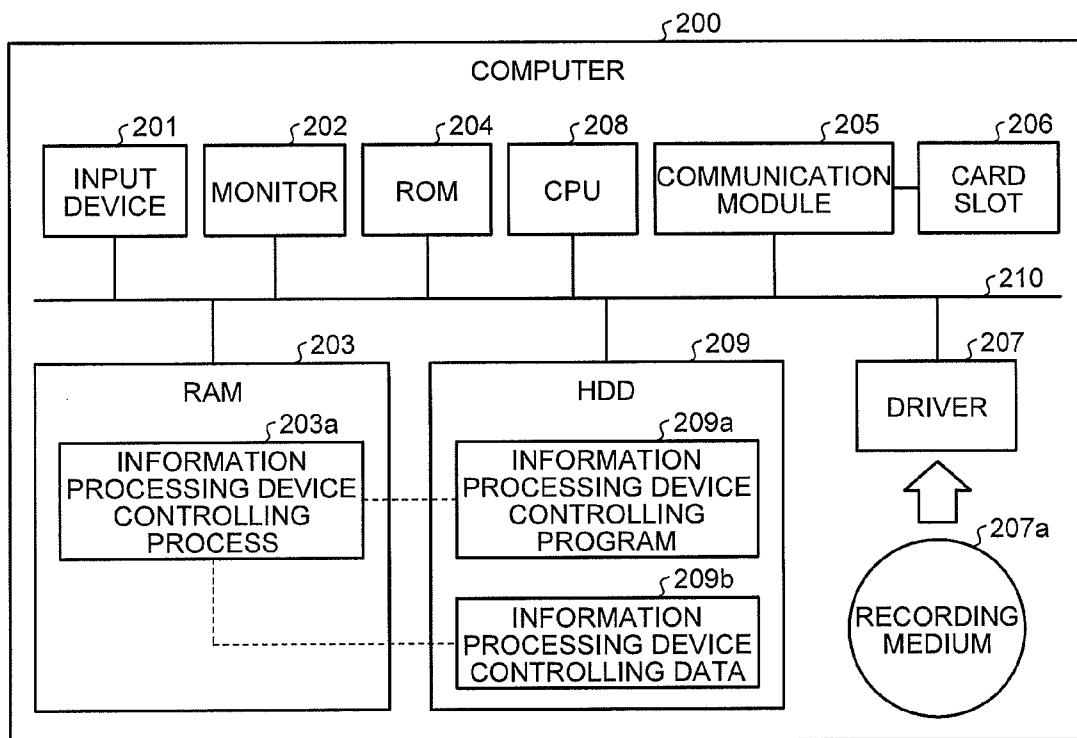 200
COMPUTER
201
INPUT
DEVICE
202
MONITOR
204
ROM
208
CPU
205
COMMUNICATION
MODULE
206
CARD
SLOT
210
203
RAM
203a
INFORMATION
PROCESSING DEVICE
CONTROLLING
PROCESS
209
HDD
209a
INFORMATION
PROCESSING DEVICE
CONTROLLING
PROGRAM
209b
INFORMATION
PROCESSING DEVICE
CONTROLLING DATA
207
DRIVER
207a
RECORDING
MEDIUM